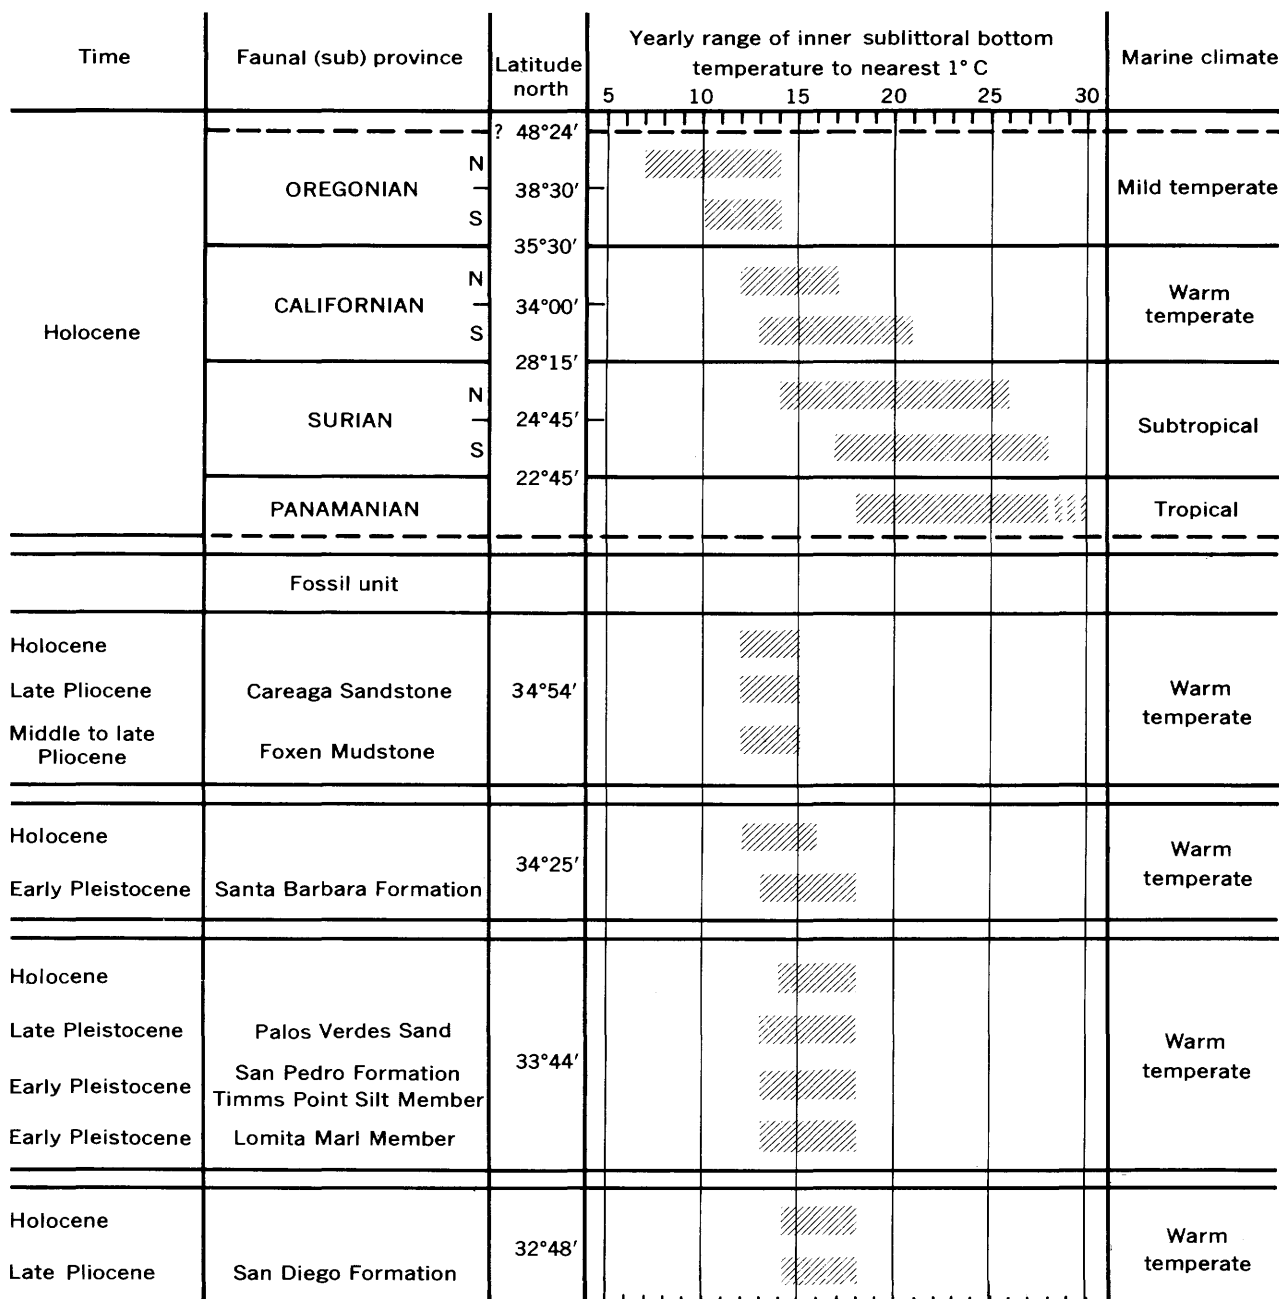 Time
Faunal (sub) province
Latitude
north
Yearly range of inner sublittoral bottom
temperature to nearest 1° C
5 10 15 20 25 30
Marine climate
? 48°24′
Holocene
OREGONIAN
N
38°30′
S
Mild temperate
35°30′
CALIFORNIAN
N
34°00′
S
Warm
temperate
28°15′
SURIAN
N
24°45′
S
Subtropical
22°45′
PANAMANIAN
Tropical
Fossil unit
Holocene
Late Pliocene
Careaga Sandstone
34°54′
Warm
temperate
Middle to late
Pliocene
Foxen Mudstone
Holocene
34°25′
Warm
temperate
Early Pleistocene
Santa Barbara Formation
Holocene
Late Pleistocene
Palos Verdes Sand
33°44′
Warm
temperate
Early Pleistocene
San Pedro Formation
Timms Point Silt Member
Early Pleistocene
Lomita Marl Member
Holocene
32°48′
Warm
temperate
Late Pliocene
San Diego Formation